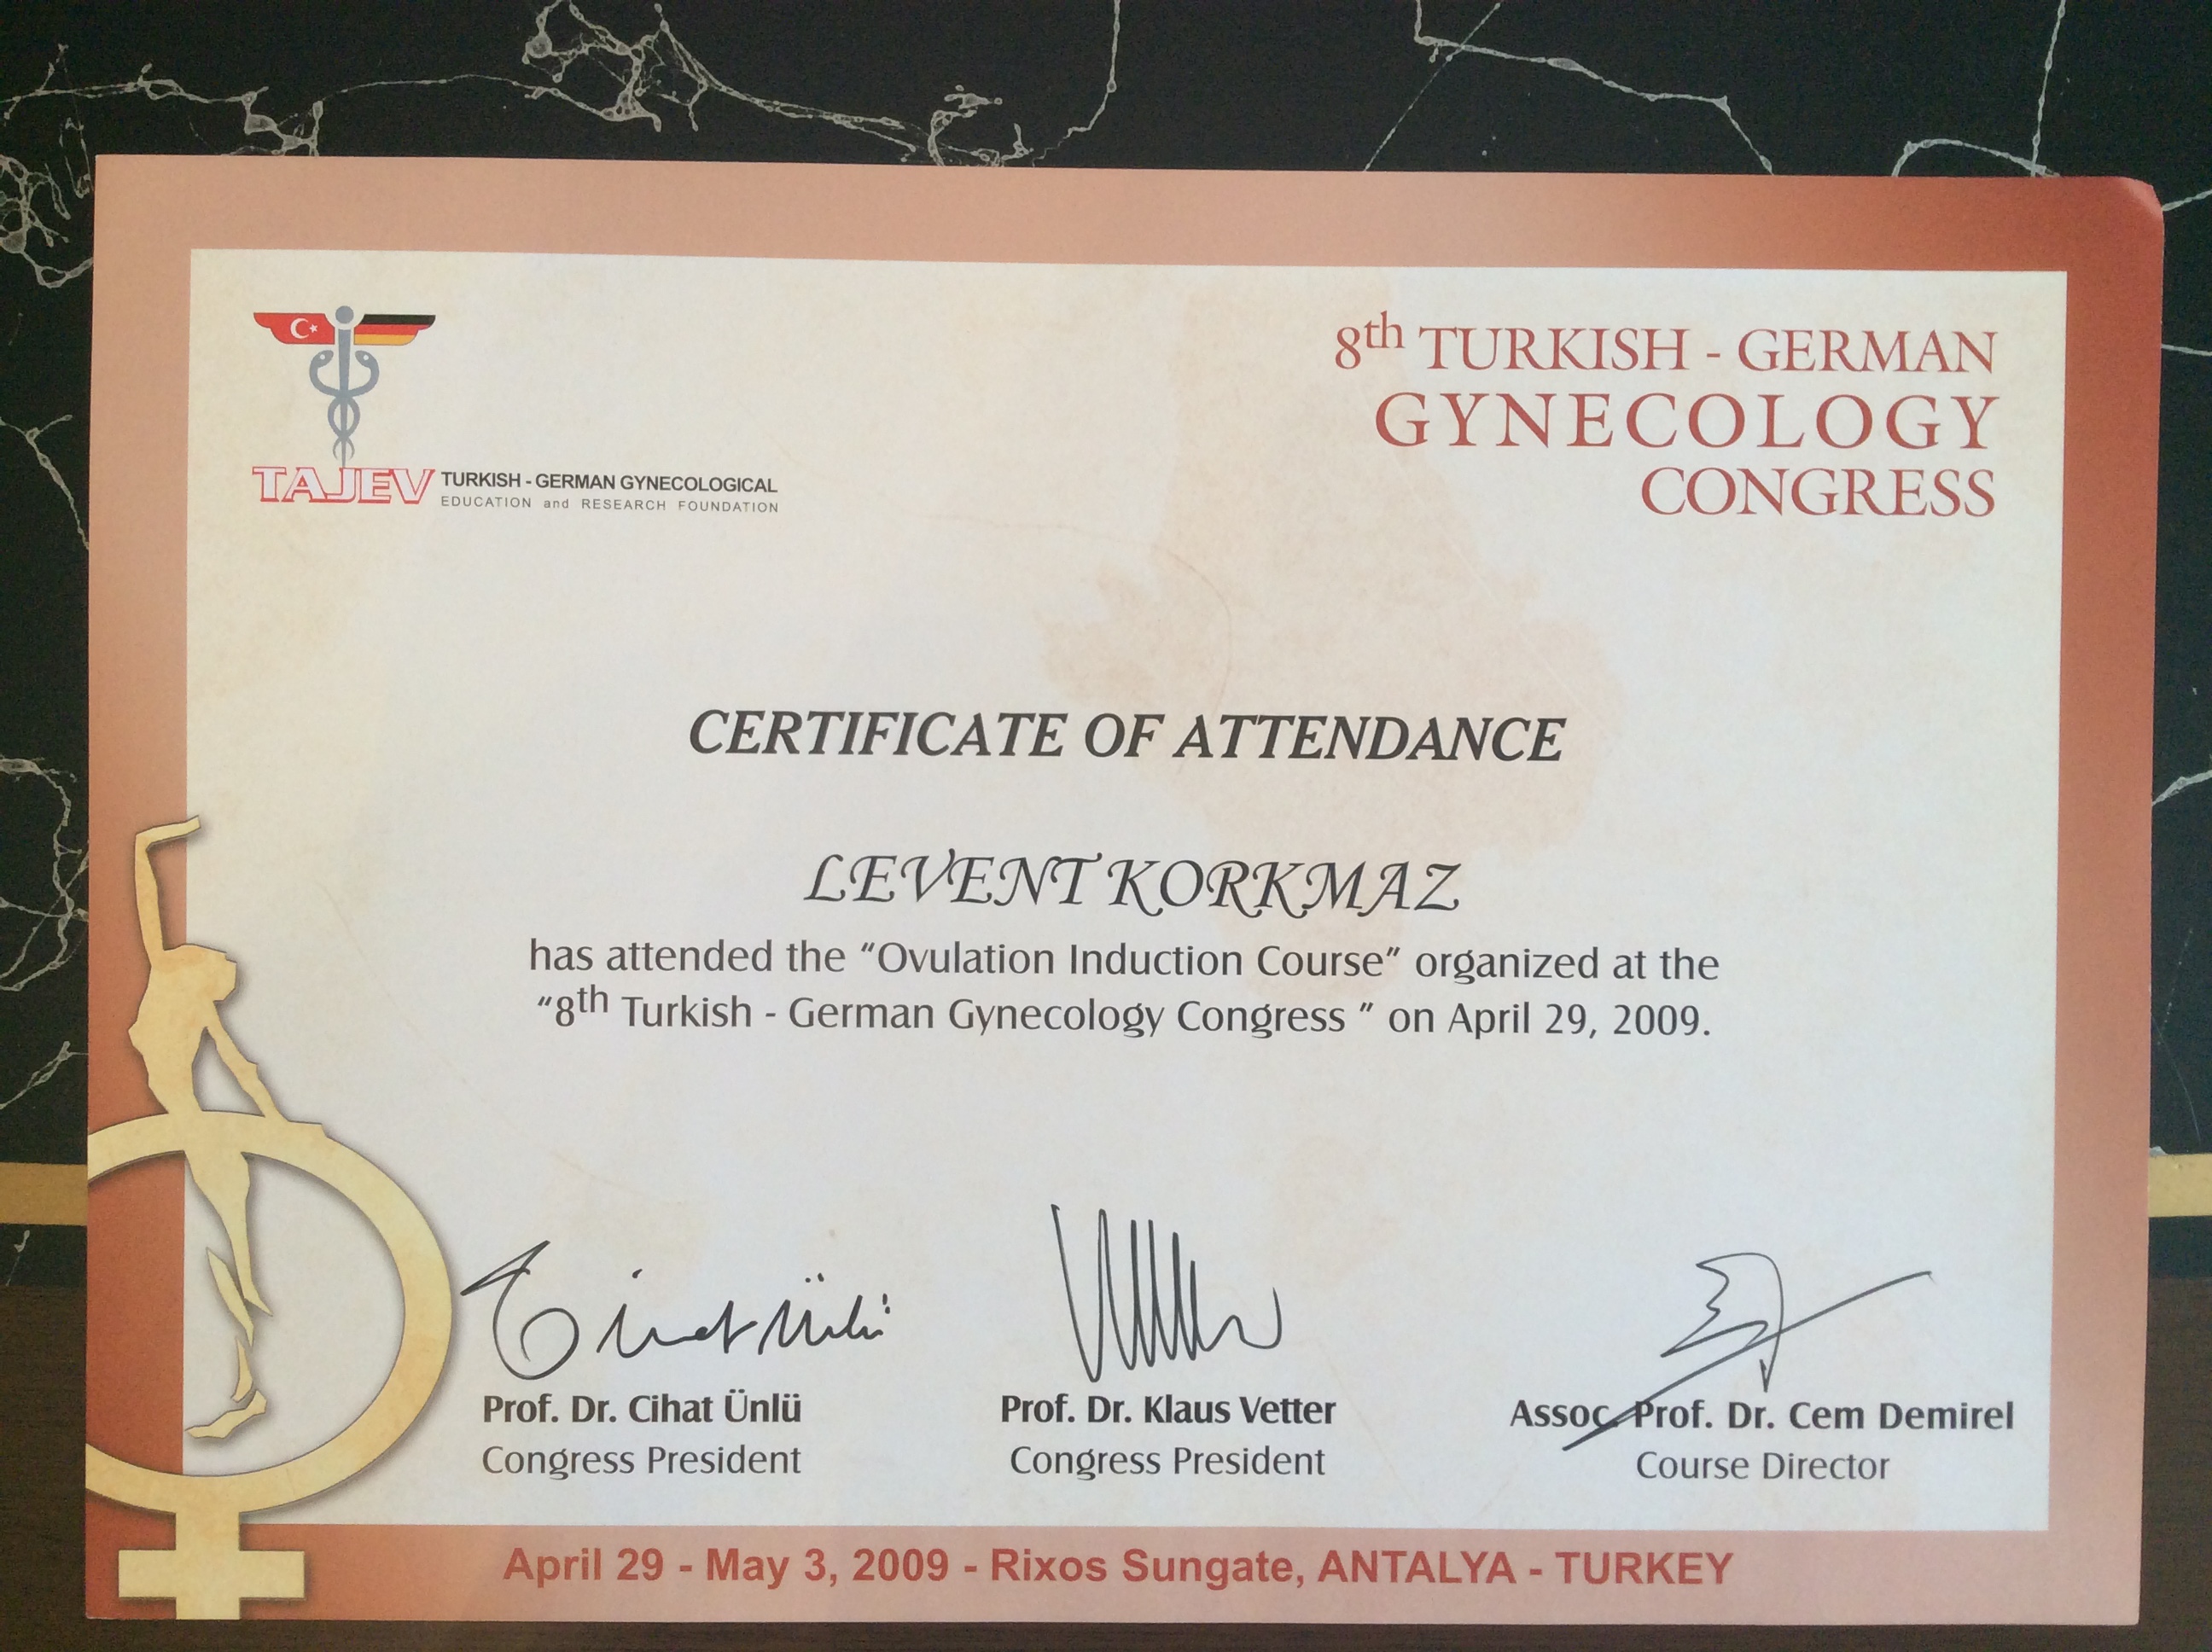 TAJEV TURKISH - GERMAN GYNECOLOGICAL
EDUCATION and RESEARCH FOUNDATION
8th TURKISH - GERMAN
GYNECOLOGY
CONGRESS
CERTIFICATE OF ATTENDANCE
LEVENT KORKMAZ
has attended the “Ovulation Induction Course” organized at the
“8th Turkish - German Gynecology Congress ” on April 29, 2009.
Cihat Ünlü
Prof. Dr. Cihat Ünlü
Congress President
Prof. Dr. Klaus Vetter
Congress President
Assoc. Prof. Dr. Cem Demirel
Course Director
April 29 - May 3, 2009 - Rixos Sungate, ANTALYA - TURKEY